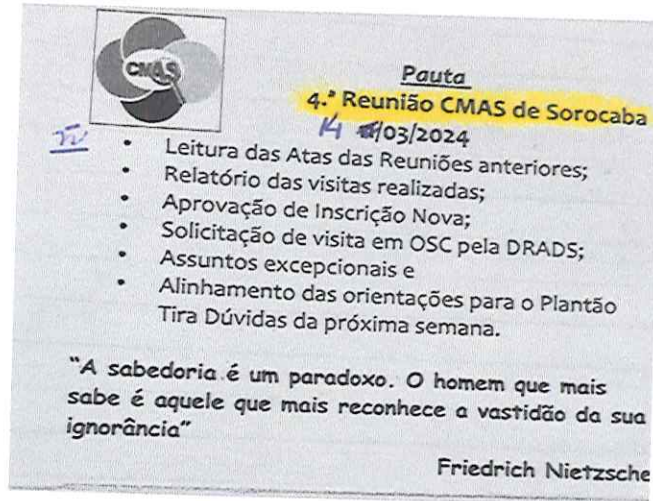 CMAS
Pauta
4.ª Reunião CMAS de Sorocaba
14 /03/2024
Leitura das Atas das Reuniões anteriores;
Relatório das visitas realizadas;
Aprovação de Inscrição Nova;
Solicitação de visita em OSC pela DRADS;
Assuntos excepcionais e
Alinhamento das orientações para o Plantão
Tira Dúvidas da próxima semana.
"A sabedoria é um paradoxo. O homem que mais
sabe é aquele que mais reconhece a vastidão da sua
ignorância"
Friedrich Nietzsche